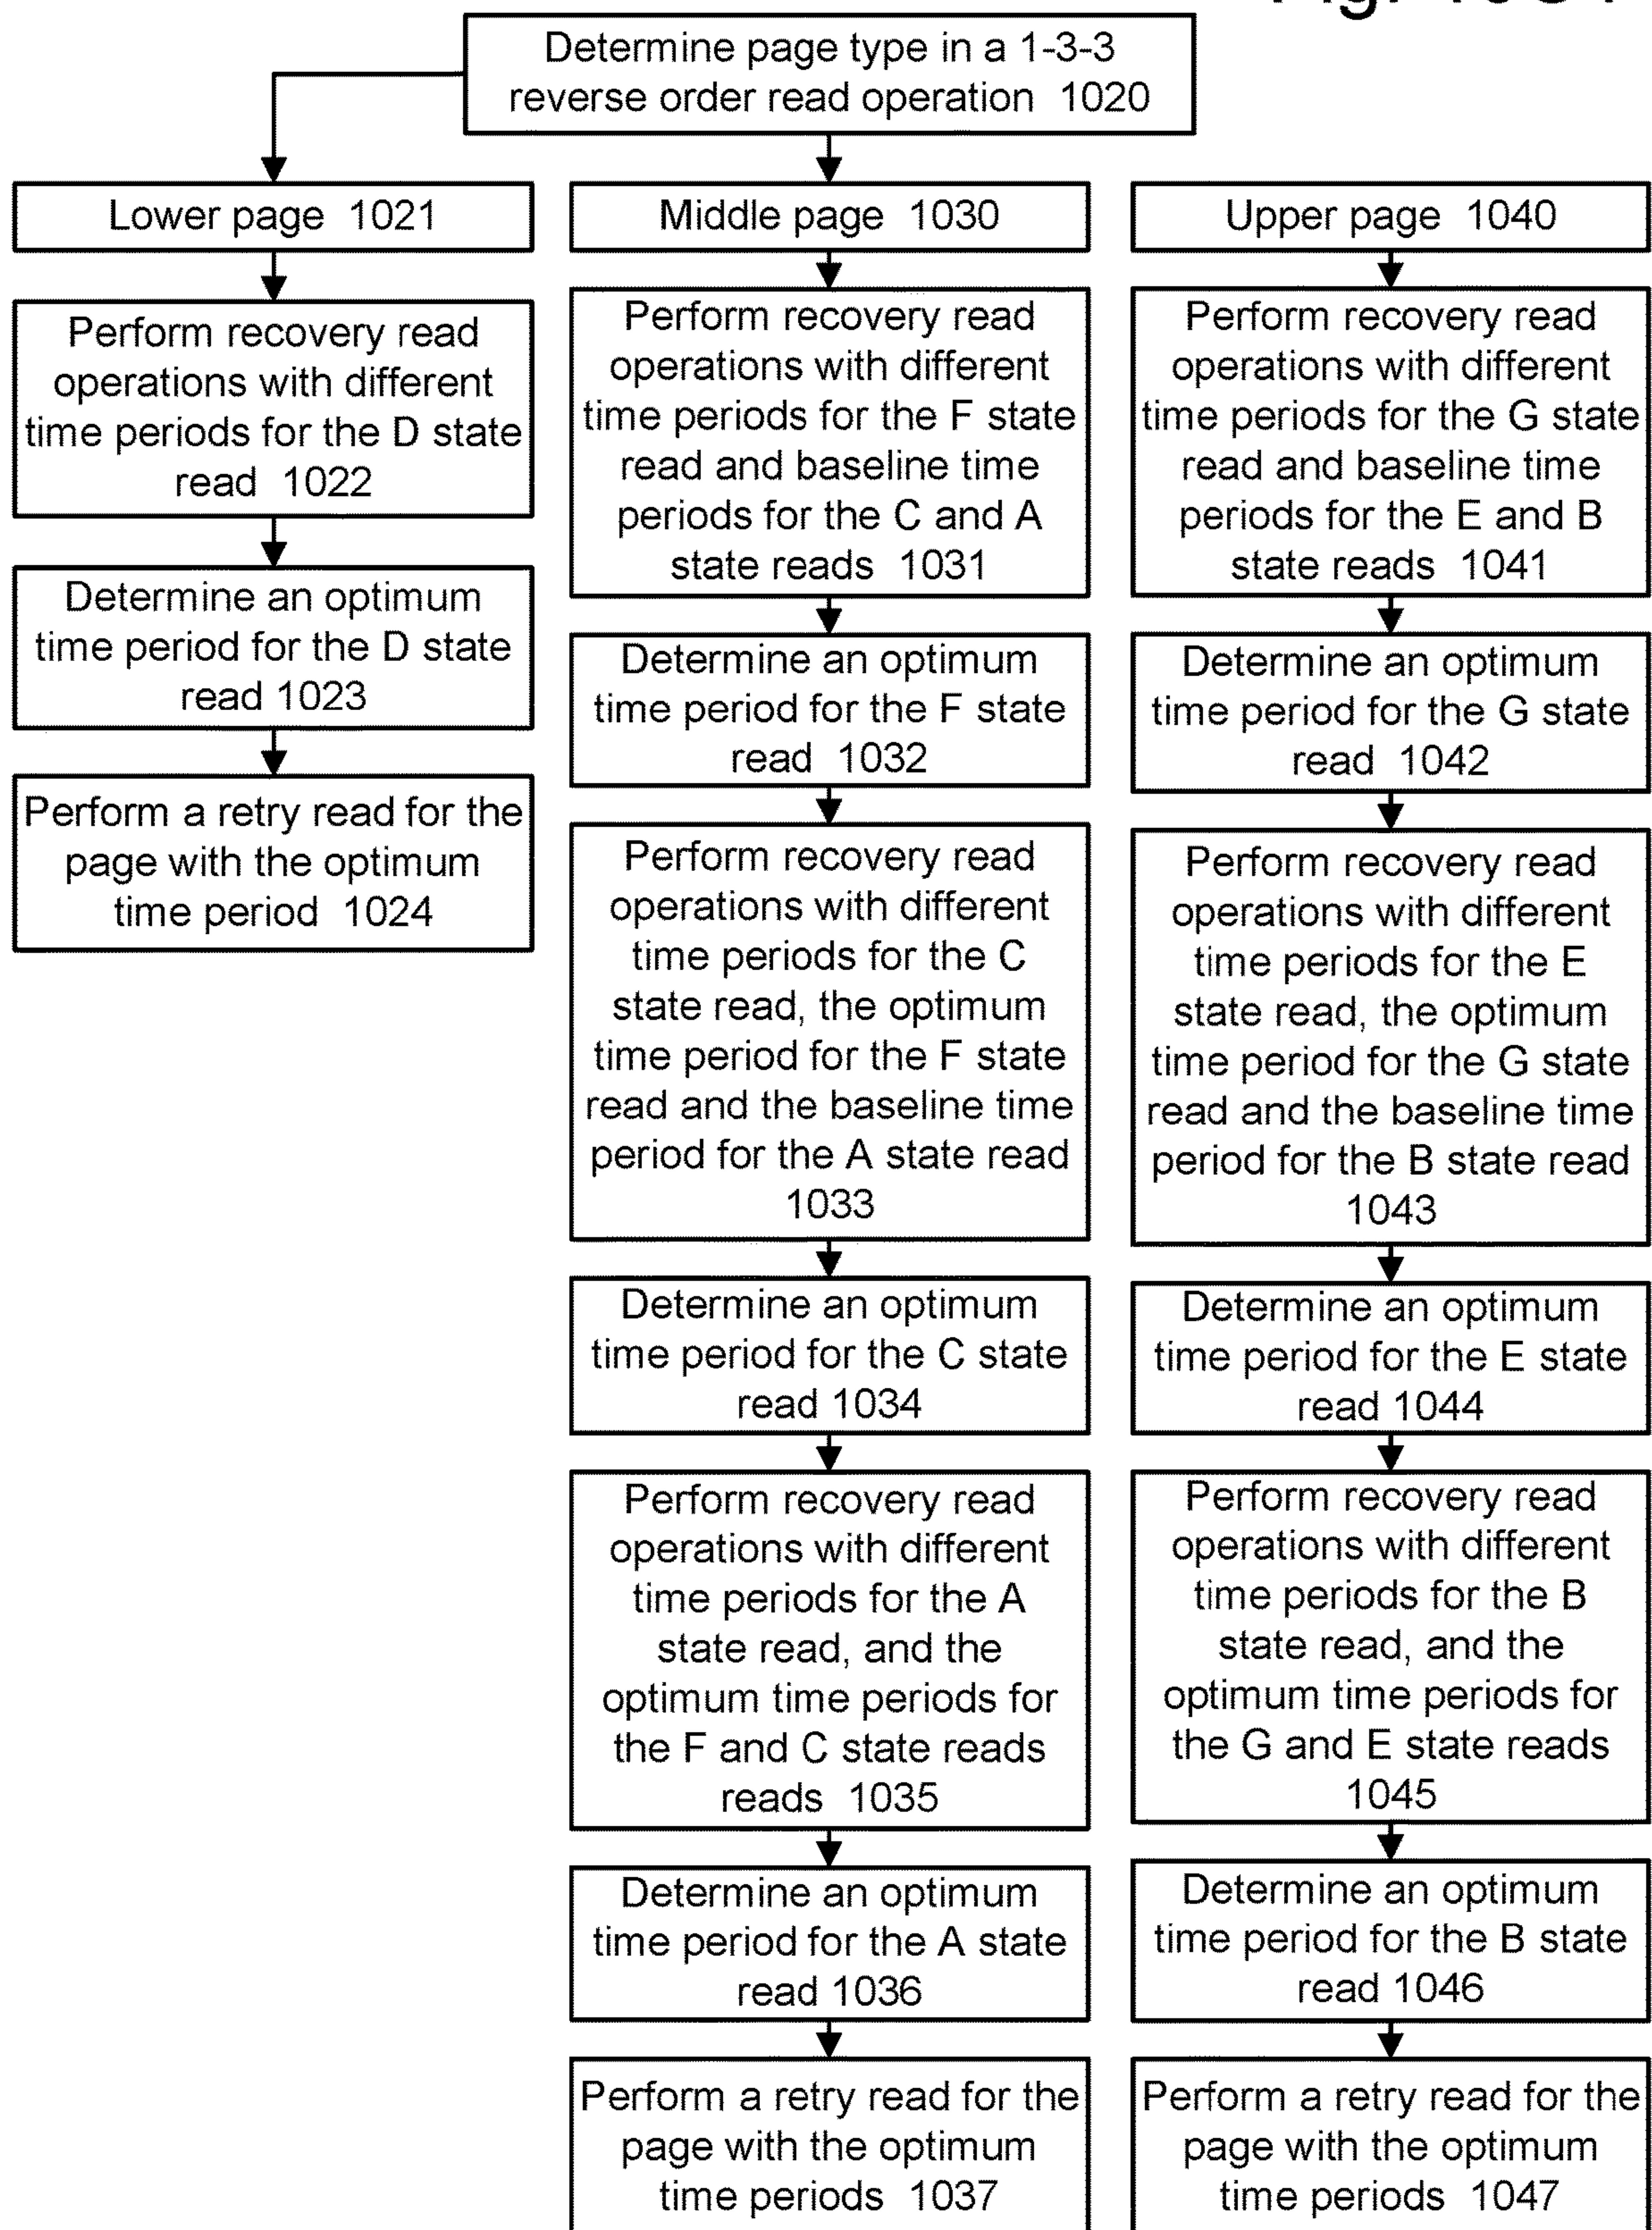 Determine page type in a 1-3-3
reverse order read operation 1020
Lower page 1021
Perform recovery read
operations with different
time periods for the D state
read 1022
Determine an optimum
time period for the D state
read 1023
Perform a retry read for the
page with the optimum
time period 1024
Middle page 1030
Perform recovery read
operations with different
time periods for the F state
read and baseline time
periods for the C and A
state reads 1031
Determine an optimum
time period for the F state
read 1032
Perform recovery read
operations with different
time periods for the C
state read, the optimum
time period for the F state
read and the baseline time
period for the A state read
1033
Determine an optimum
time period for the C state
read 1034
Perform recovery read
operations with different
time periods for the A
state read, and the
optimum time periods for
the F and C state reads
reads 1035
Determine an optimum
time period for the A state
read 1036
Perform a retry read for the
page with the optimum
time periods 1037
Upper page 1040
Perform recovery read
operations with different
time periods for the G state
read and baseline time
periods for the E and B
state reads 1041
Determine an optimum
time period for the G state
read 1042
Perform recovery read
operations with different
time periods for the E
state read, the optimum
time period for the G state
read and the baseline time
period for the B state read
1043
Determine an optimum
time period for the E state
read 1044
Perform recovery read
operations with different
time periods for the B
state read, and the
optimum time periods for
the G and E state reads
1045
Determine an optimum
time period for the B state
read 1046
Perform a retry read for the
page with the optimum
time periods 1047